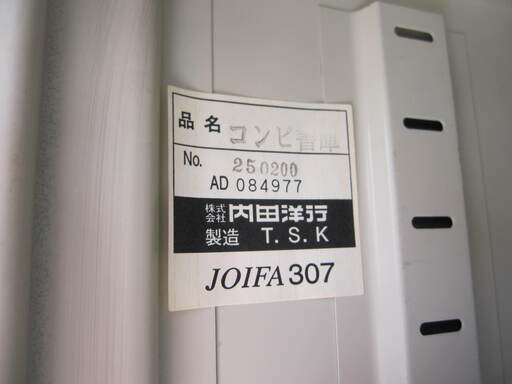 品名 コンビ書庫
No. 250200
AD 084977
株式会社 内田洋行
製造 T.S.K
JOIFA 307